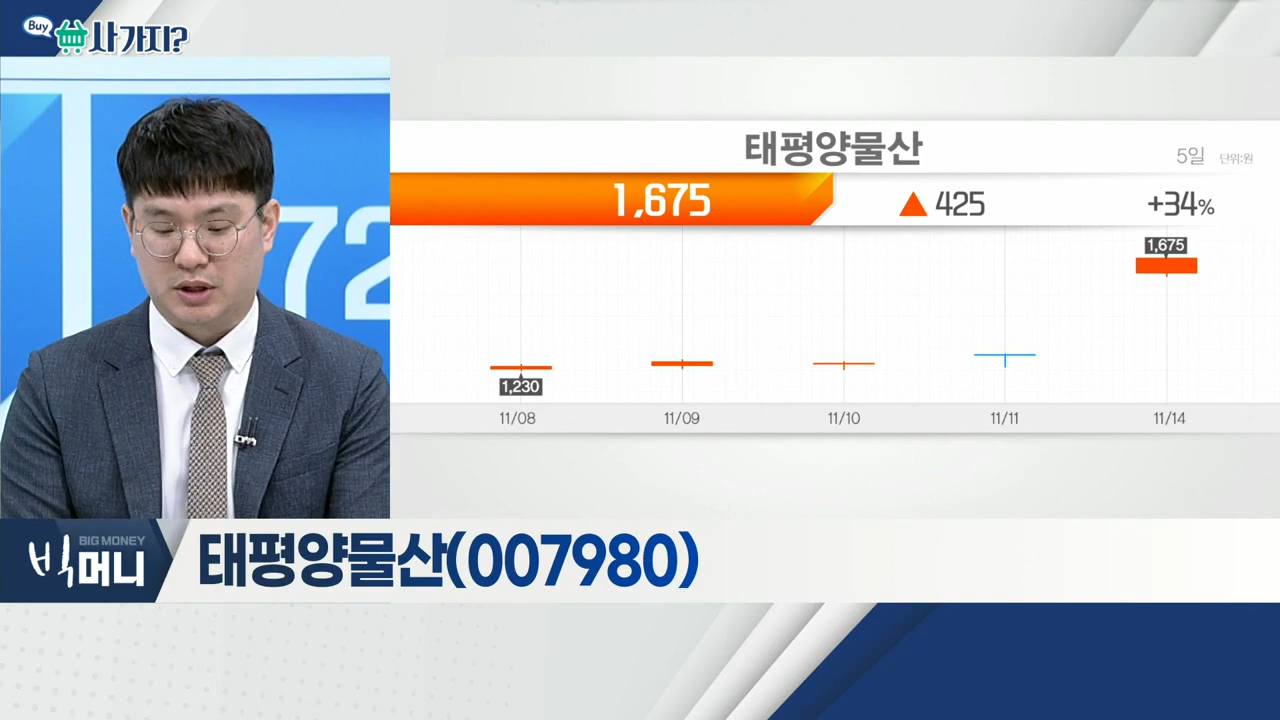 Buy
사가지?
72
태평양물산
5일 단위:원
1,675 ▲ 425 +34%
1,675
1,230
11/08 11/09 11/10 11/11 11/14
BIG MONEY
빅머니
태평양물산(007980)